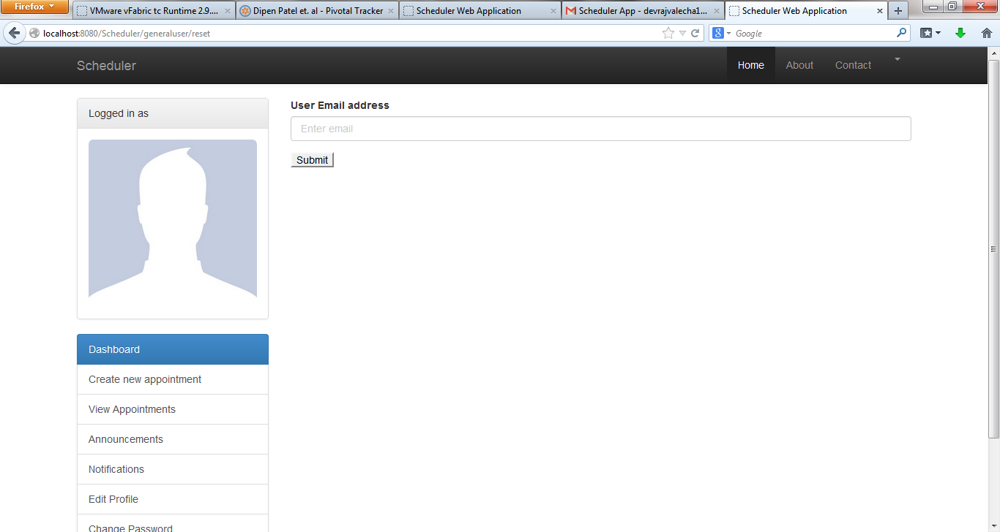 Firefox
VMware vFabric tc Runtime 2.9....
Dipen Patel et. al - Pivotal Tracker
Scheduler Web Application
Scheduler App - devrajvalecha1...
Scheduler Web Application
localhost:8080/Scheduler/generaluser/reset
Google
Scheduler
Home
About
Contact
Logged in as
User Email address
Enter email
Submit
Dashboard
Create new appointment
View Appointments
Announcements
Notifications
Edit Profile
Change Password